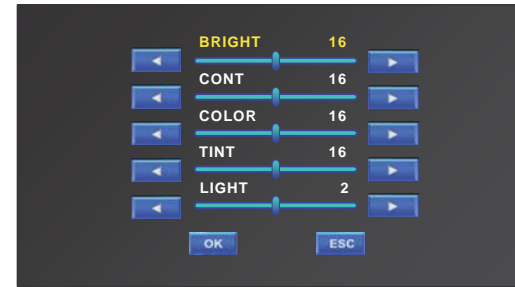 BRIGHT 16
CONT 16
COLOR 16
TINT 16
LIGHT 2
OK ESC